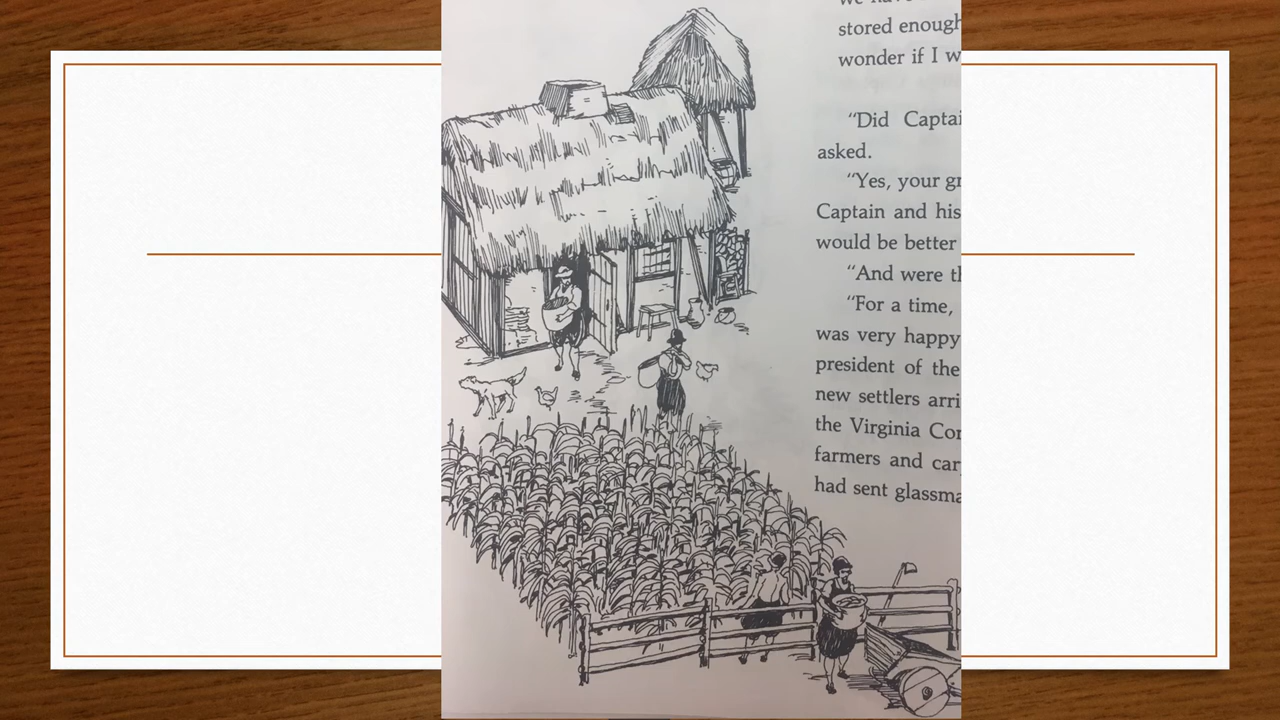 stored enough
wonder if I w
"Did Captai
asked.
"Yes, your gr
Captain and his
would be better
"And were th
"For a time,
was very happy
president of the
new settlers arri
the Virginia Con
farmers and car
had sent glassma